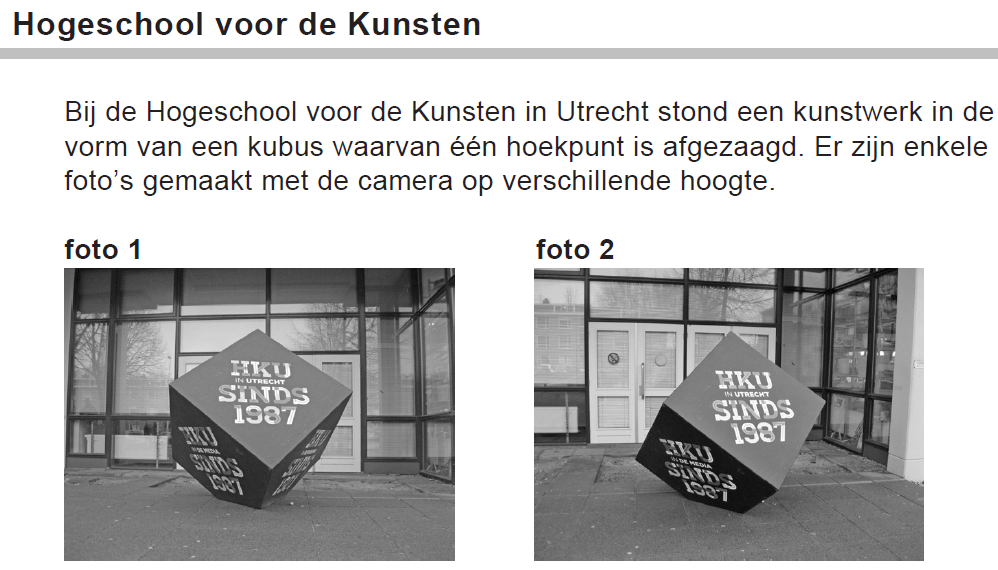 Hogeschool voor de Kunsten
Bij de Hogeschool voor de Kunsten in Utrecht stond een kunstwerk in de
vorm van een kubus waarvan één hoekpunt is afgezaagd. Er zijn enkele
foto's gemaakt met de camera op verschillende hoogte.
foto 1
HKU
IN UTRECHT
SINDS
1987
HKU
IN DE MEDIA
SINDS
1987
foto 2
HKU
IN UTRECHT
SINDS
1987
HKU
IN DE MEDIA
SINDS
1987